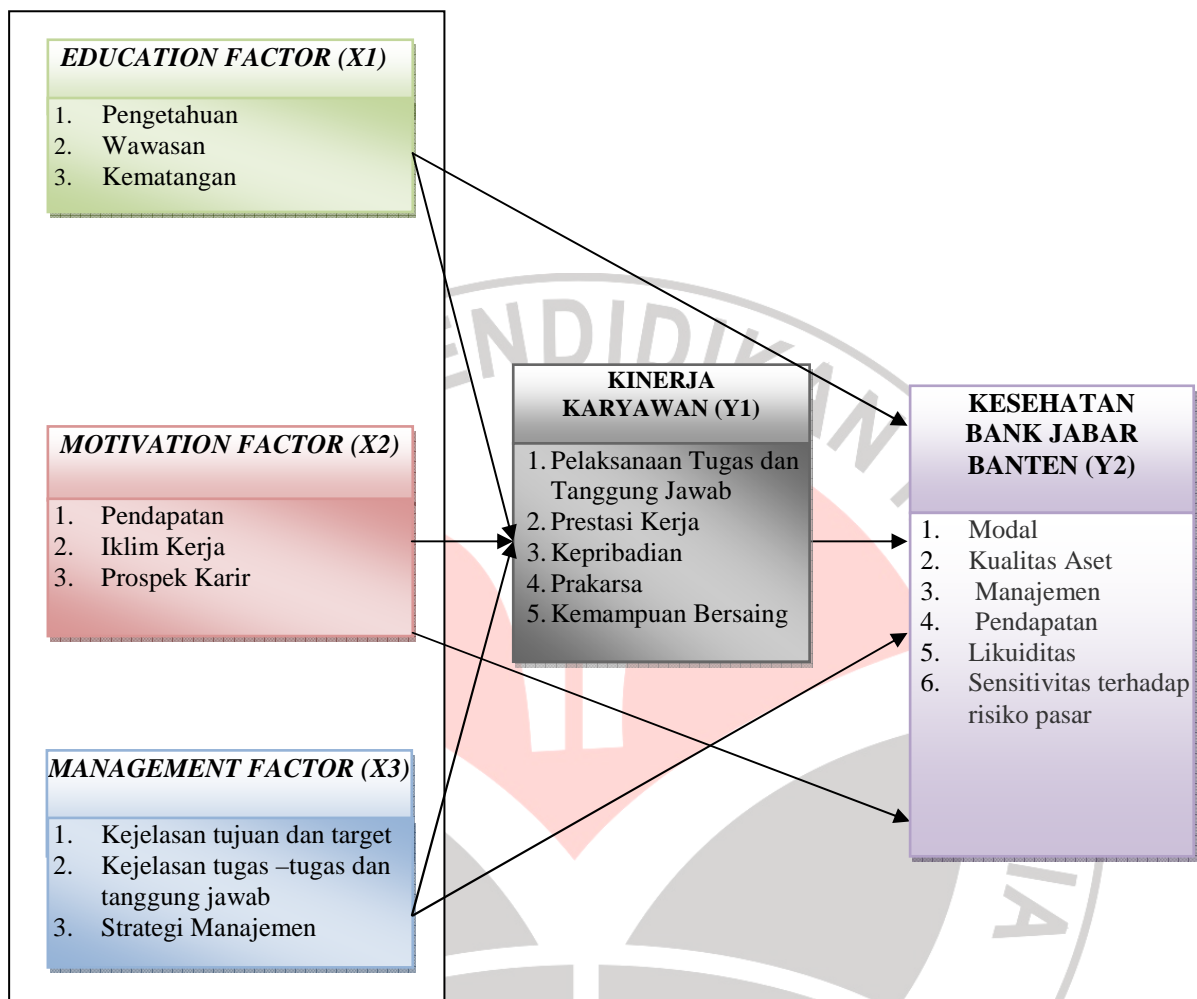 EDUCATION FACTOR (X1)
1. Pengetahuan
2. Wawasan
3. Kematangan
MOTIVATION FACTOR (X2)
1. Pendapatan
2. Iklim Kerja
3. Prospek Karir
MANAGEMENT FACTOR (X3)
1. Kejelasan tujuan dan target
2. Kejelasan tugas –tugas dan
tanggung jawab
3. Strategi Manajemen
KINERJA
KARYAWAN (Y1)
1. Pelaksanaan Tugas dan
Tanggung Jawab
2. Prestasi Kerja
3. Kepribadian
4. Prakarsa
5. Kemampuan Bersaing
KESEHATAN
BANK JABAR
BANTEN (Y2)
1. Modal
2. Kualitas Aset
3. Manajemen
4. Pendapatan
5. Likuiditas
6. Sensitivitas terhadap
risiko pasar